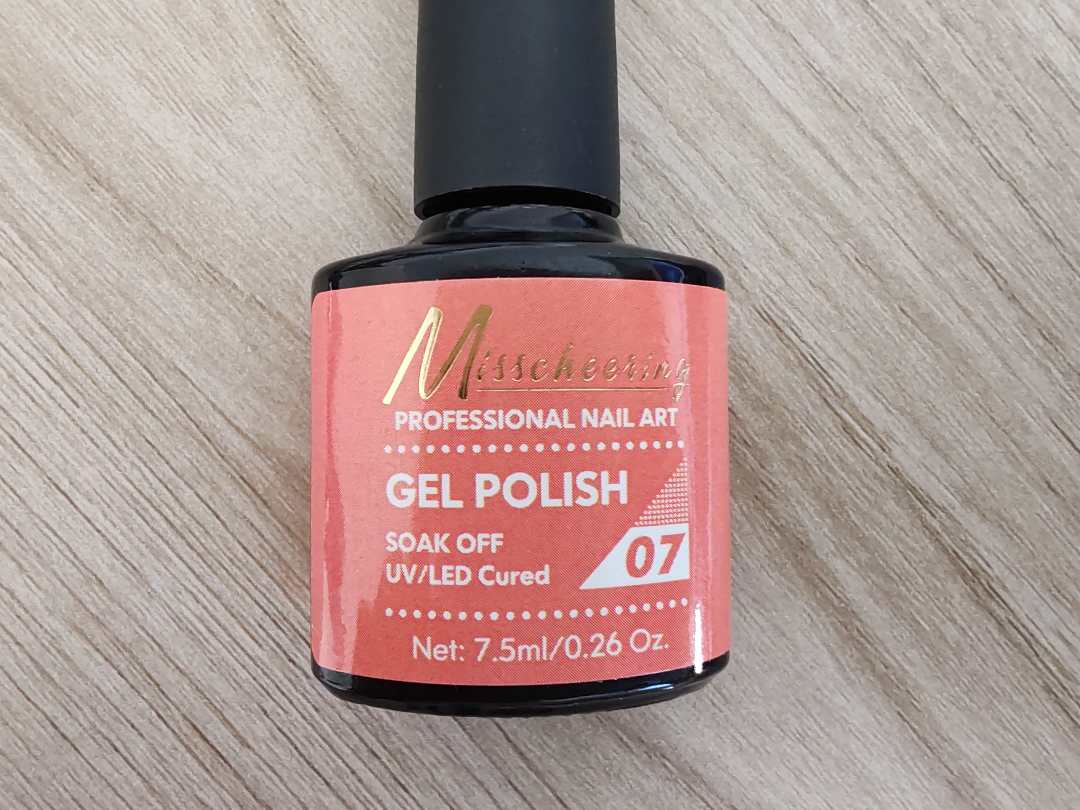 Misscheering
PROFESSIONAL NAIL ART
GEL POLISH
SOAK OFF
07
UV/LED Cured
Net: 7.5ml/0.26 Oz.